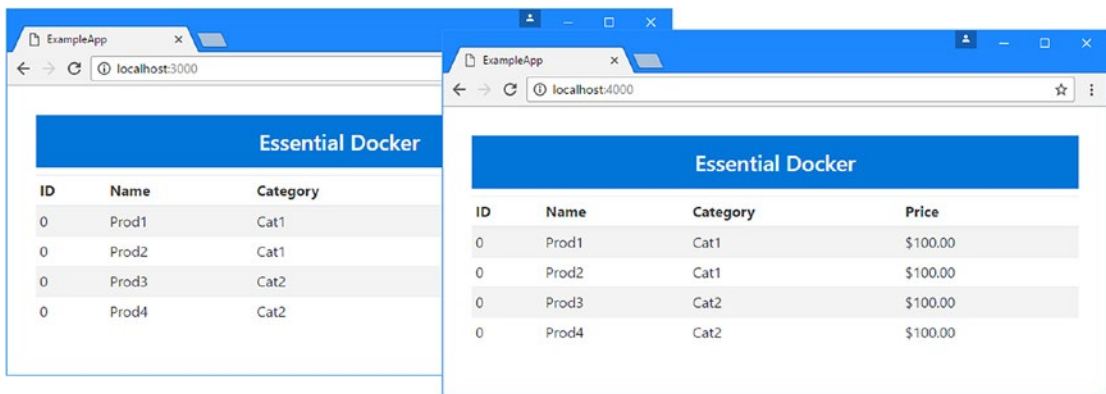 ExampleApp
localhost:3000
Essential Docker
ID Name Category
0 Prod1 Cat1
0 Prod2 Cat1
0 Prod3 Cat2
0 Prod4 Cat2
ExampleApp
localhost:4000
Essential Docker
ID Name Category Price
0 Prod1 Cat1 $100.00
0 Prod2 Cat1 $100.00
0 Prod3 Cat2 $100.00
0 Prod4 Cat2 $100.00